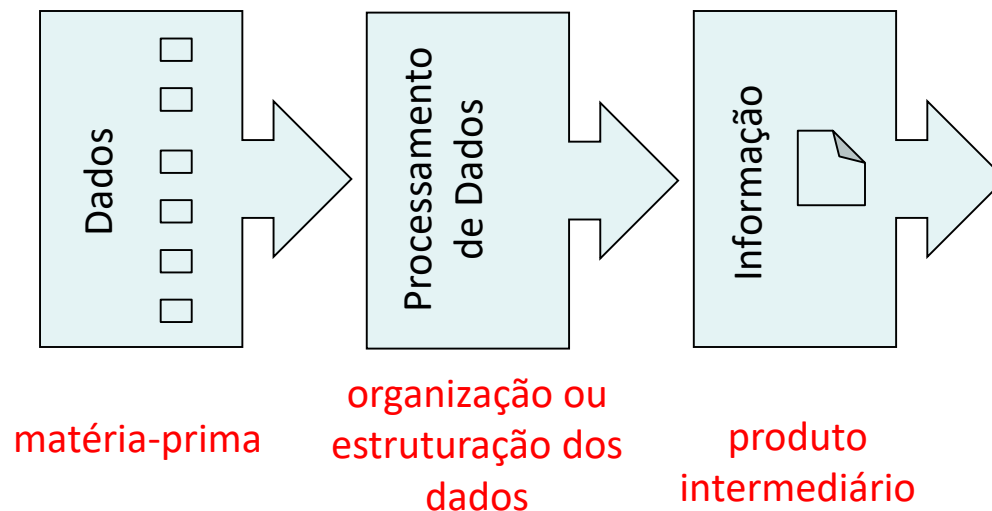 Dados
Processamento
de Dados
Informação
matéria-prima
organização ou
estruturação dos
dados
produto
intermediário